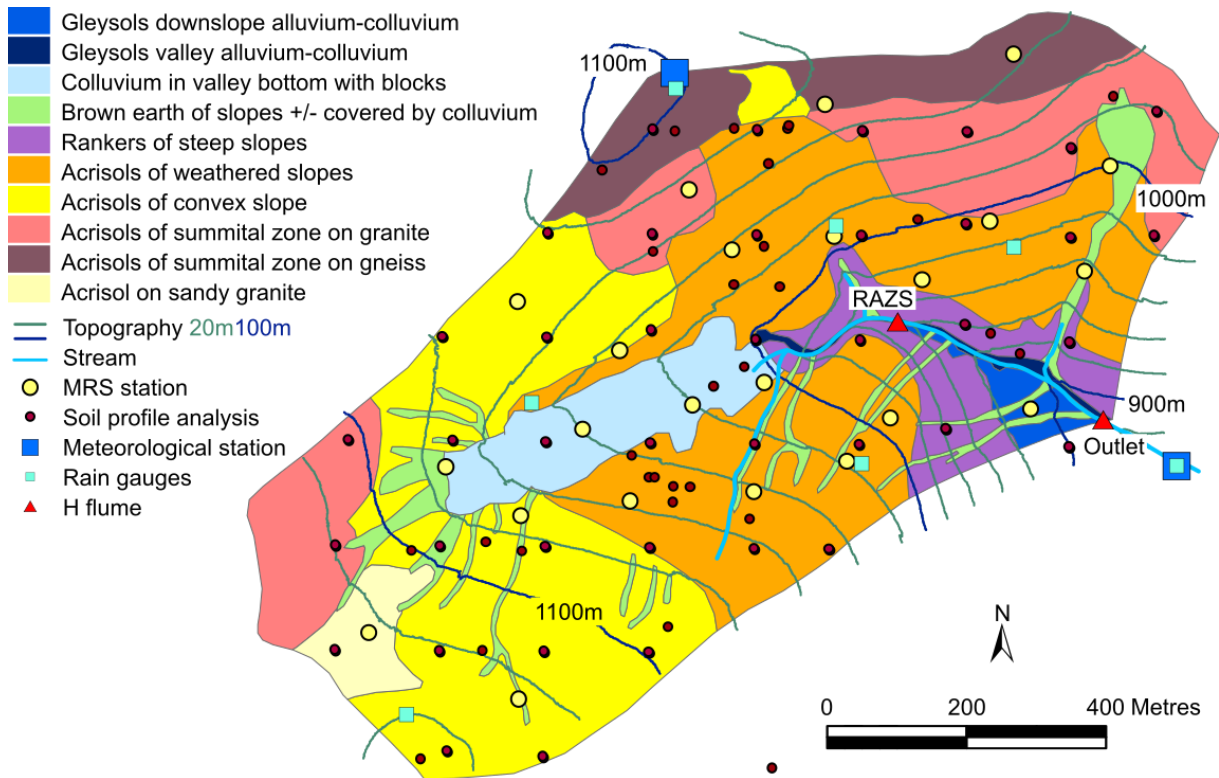 Gleysols downslope alluvium-colluvium
Gleysols valley alluvium-colluvium
Colluvium in valley bottom with blocks
Brown earth of slopes +/- covered by colluvium
Rankers of steep slopes
Acrisols of weathered slopes
Acrisols of convex slope
Acrisols of summital zone on granite
Acrisols of summital zone on gneiss
Acrisol on sandy granite
Topography 20m100m
Stream
MRS station
Soil profile analysis
Meteorological station
Rain gauges
H flume
1100m
1000m
RAZS
900m
Outlet
1100m
N
0 200 400 Metres